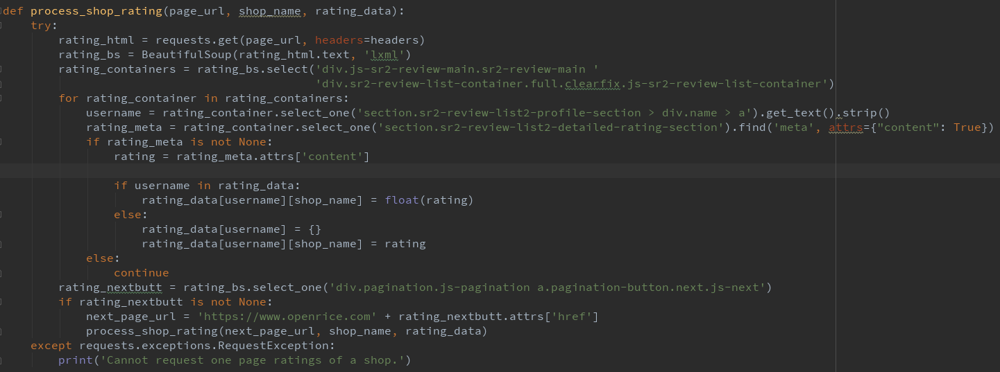 def process_shop_rating(page_url, shop_name, rating_data):
    try:
        rating_html = requests.get(page_url, headers=headers)
        rating_bs = BeautifulSoup(rating_html.text, 'lxml')
        rating_containers = rating_bs.select('div.js-sr2-review-main.sr2-review-main '
                                             'div.sr2-review-list-container.full.clearfix.js-sr2-review-list-container')
        for rating_container in rating_containers:
            username = rating_container.select_one('section.sr2-review-list2-profile-section > div.name > a').get_text().strip()
            rating_meta = rating_container.select_one('section.sr2-review-list2-detailed-rating-section').find('meta', attrs={"content": True})
            if rating_meta is not None:
                rating = rating_meta.attrs['content']

                if username in rating_data:
                    rating_data[username][shop_name] = float(rating)
                else:
                    rating_data[username] = {}
                    rating_data[username][shop_name] = rating
            else:
                continue
        rating_nextbutt = rating_bs.select_one('div.pagination.js-pagination a.pagination-button.next.js-next')
        if rating_nextbutt is not None:
            next_page_url = 'https://www.openrice.com' + rating_nextbutt.attrs['href']
            process_shop_rating(next_page_url, shop_name, rating_data)
    except requests.exceptions.RequestException:
        print('Cannot request one page ratings of a shop.')